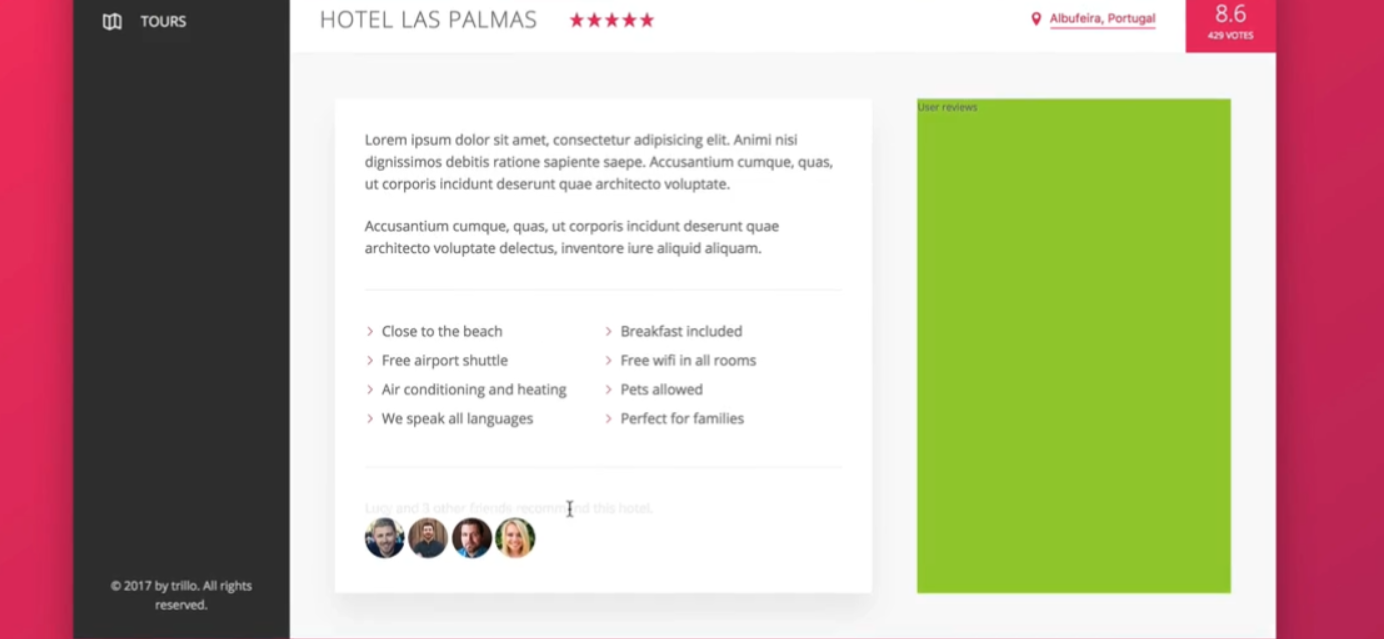 TOURS
HOTEL LAS PALMAS
Albufeira, Portugal
8.6
429 VOTES
Lorem ipsum dolor sit amet, consectetur adipisicing elit. Animi nisi
dignissimos debitis ratione sapiente saepe. Accusantium cumque, quas,
ut corporis incidunt deserunt quae architecto voluptate.
Accusantium cumque, quas, ut corporis incidunt deserunt quae
architecto voluptate delectus, inventore iure aliquid aliquam.
Close to the beach
Breakfast included
Free airport shuttle
Free wifi in all rooms
Air conditioning and heating
Pets allowed
We speak all languages
Perfect for families
Lucy and 3 other friends recommend this hotel.
User reviews
© 2017 by trillo. All rights
reserved.